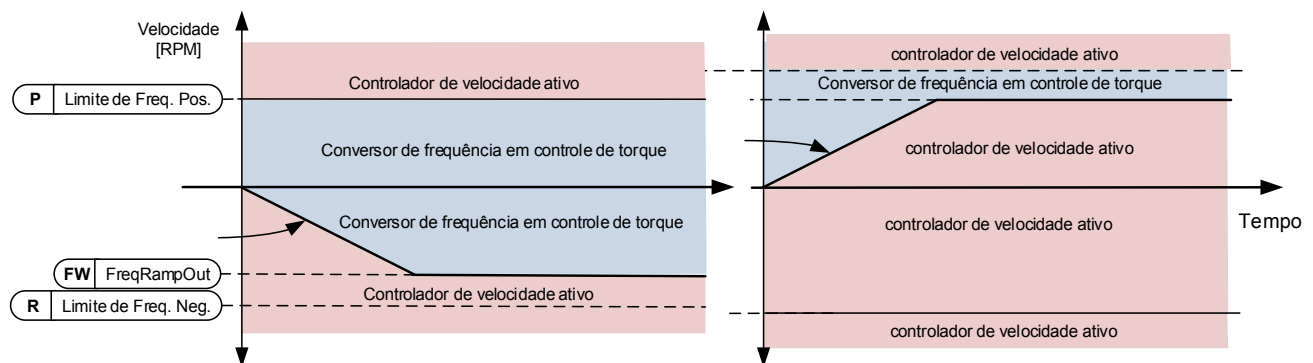 Velocidade
[RPM]
Controlador de velocidade ativo
P Limite de Freq. Pos.
Conversor de frequência em controle de torque
Conversor de frequência em controle de torque
FW FreqRampOut
Controlador de velocidade ativo
R Limite de Freq. Neg.
controlador de velocidade ativo
Conversor de frequência em controle de torque
controlador de velocidade ativo
controlador de velocidade ativo
Tempo
controlador de velocidade ativo